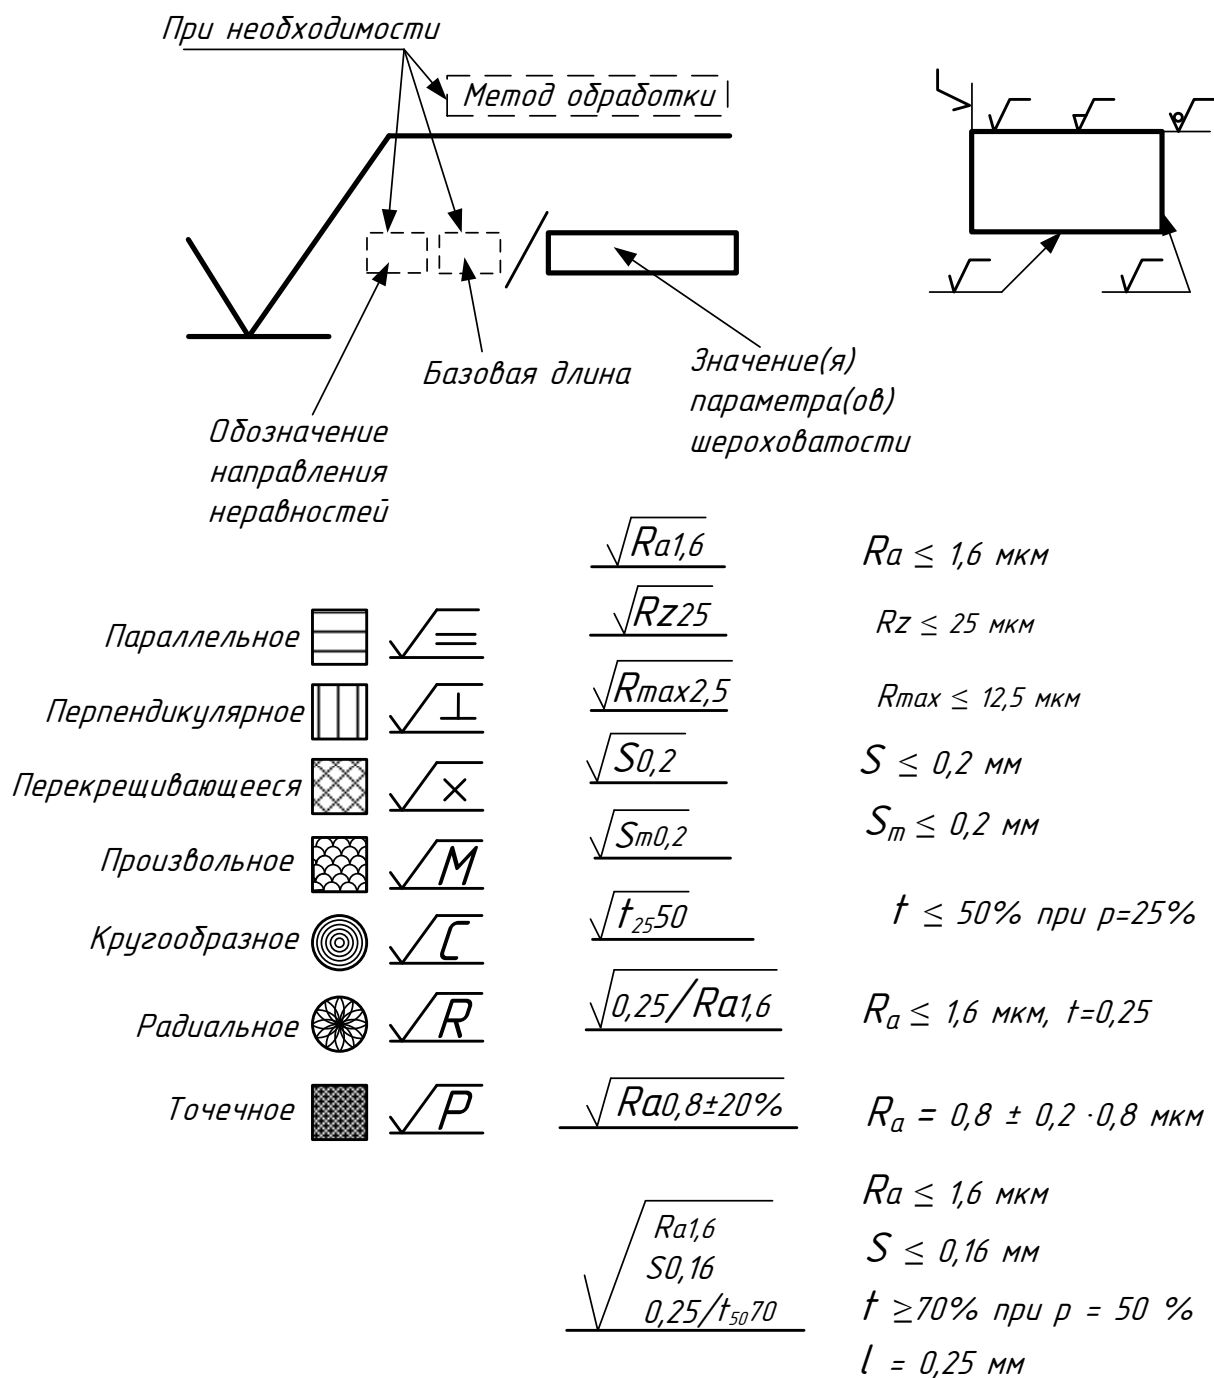 При необходимости
Метод обработки
Базовая длина
Значение(я)
параметра(ов)
шероховатости
Обозначение
направления
неравностей
Ra1,6
Ra ≤ 1,6 мкм
Rz25
Rz ≤ 25 мкм
Параллельное
=
Rmax2,5
Rmax ≤ 12,5 мкм
Перпендикулярное
⊥
S0,2
S ≤ 0,2 мм
Перекрещивающееся
×
Sm0,2
Sm ≤ 0,2 мм
Произвольное
M
t2550
t ≤ 50% при p=25%
Кругообразное
C
0,25/Ra1,6
Ra ≤ 1,6 мкм, t=0,25
Радиальное
R
Ra0,8±20%
Ra = 0,8 ± 0,2 ·0,8 мкм
Точечное
P
Ra1,6
S0,16
0,25/t5070
Ra ≤ 1,6 мкм
S ≤ 0,16 мм
t ≥70% при p = 50 %
l = 0,25 мм